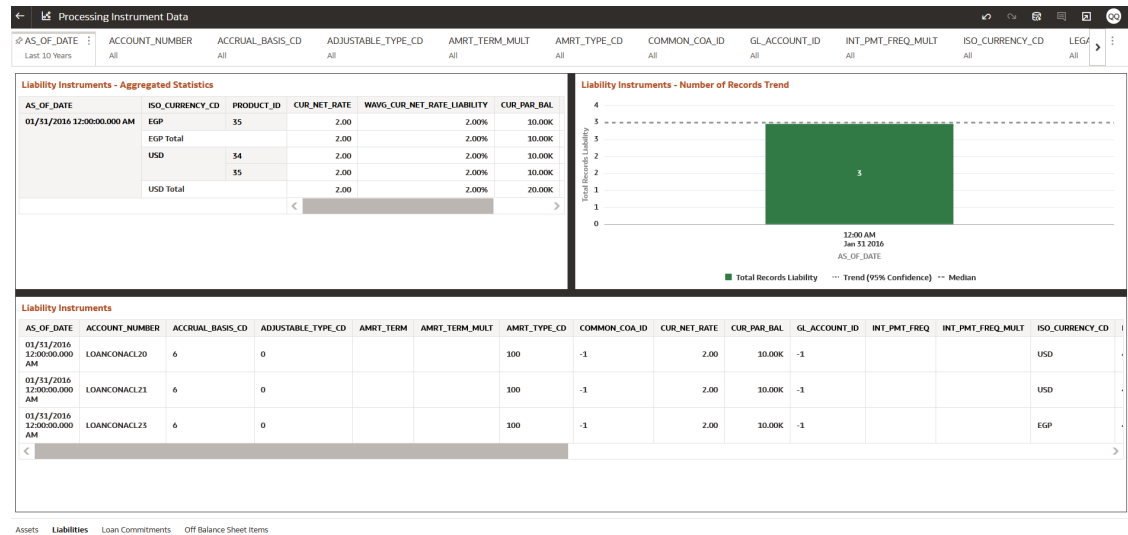 Processing Instrument Data
QQ
AS_OF_DATE ACCOUNT_NUMBER ACCRUAL_BASIS_CD ADJUSTABLE_TYPE_CD AMRT_TERM_MULT AMRT_TYPE_CD COMMON_COA_ID GL_ACCOUNT_ID INT_PMT_FREQ_MULT ISO_CURRENCY_CD
Last 10 Years All All All All All All All All All All
Liability Instruments - Aggregated Statistics
AS_OF_DATE ISO_CURRENCY_CD PRODUCT_ID CUR_NET_RATE WAVG_CUR_NET_RATE_LIABILITY CUR_PAR_BAL
01/31/2016 12:00:00.000 AM EGP 35 2.00 2.00% 10.00K
EGP Total 2.00 2.00% 10.00K
USD 34 2.00 2.00% 10.00K
35 2.00 2.00% 10.00K
USD Total 2.00 2.00% 20.00K
Liability Instruments - Number of Records Trend
Total Records Liability
4
3
3
2
2
1
1
0
3
12:00 AM
Jan 31 2016
AS_OF_DATE
Total Records Liability Trend (95% Confidence) Median
Liability Instruments
AS_OF_DATE ACCOUNT_NUMBER ACCRUAL_BASIS_CD ADJUSTABLE_TYPE_CD AMRT_TERM AMRT_TERM_MULT AMRT_TYPE_CD COMMON_COA_ID CUR_NET_RATE CUR_PAR_BAL GL_ACCOUNT_ID INT_PMT_FREQ INT_PMT_FREQ_MULT ISO_CURRENCY_CD
01/31/2016
12:00:00.000 LOANCONACL20 6 0 100 -1 2.00 10.00K -1 USD
AM
01/31/2016
12:00:00.000 LOANCONACL21 6 0 100 -1 2.00 10.00K -1 USD
AM
01/31/2016
12:00:00.000 LOANCONACL23 6 0 100 -1 2.00 10.00K -1 EGP
AM
Assets Liabilities Loan Commitments Off Balance Sheet Items